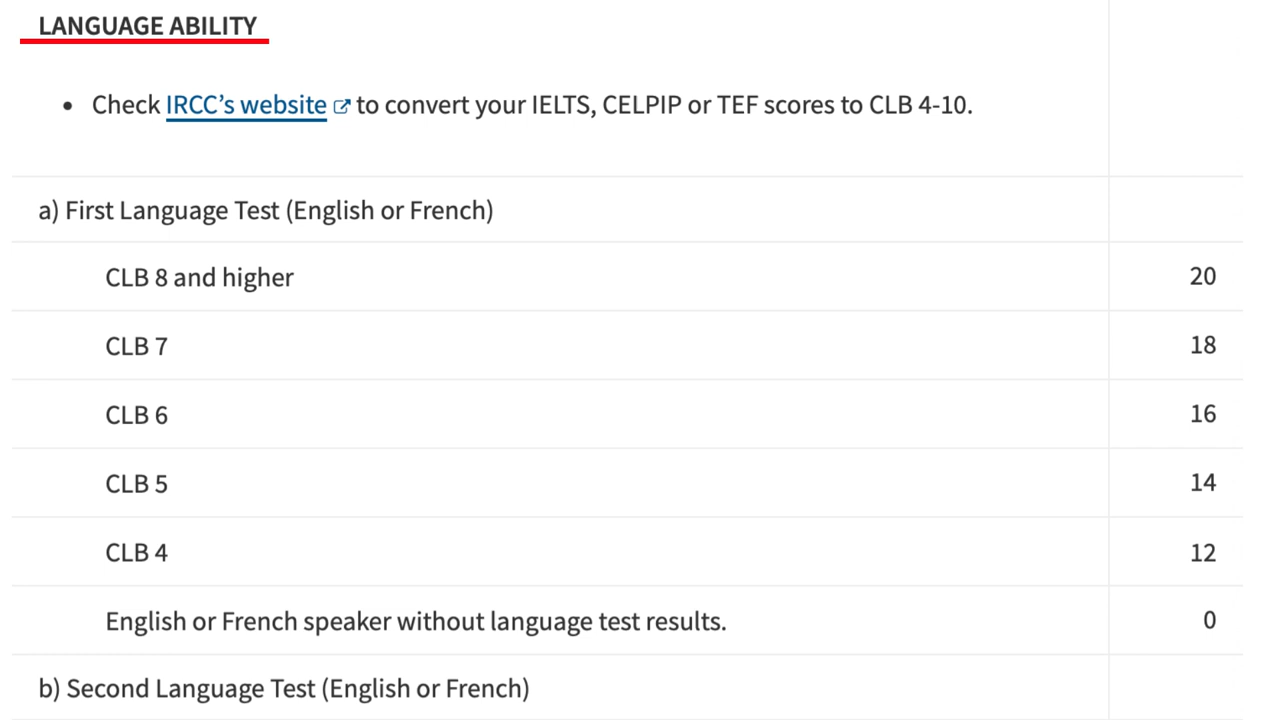 LANGUAGE ABILITY
• Check IRCC’s website to convert your IELTS, CELPIP or TEF scores to CLB 4-10.
a) First Language Test (English or French)
CLB 8 and higher 20
CLB 7 18
CLB 6 16
CLB 5 14
CLB 4 12
English or French speaker without language test results. 0
b) Second Language Test (English or French)